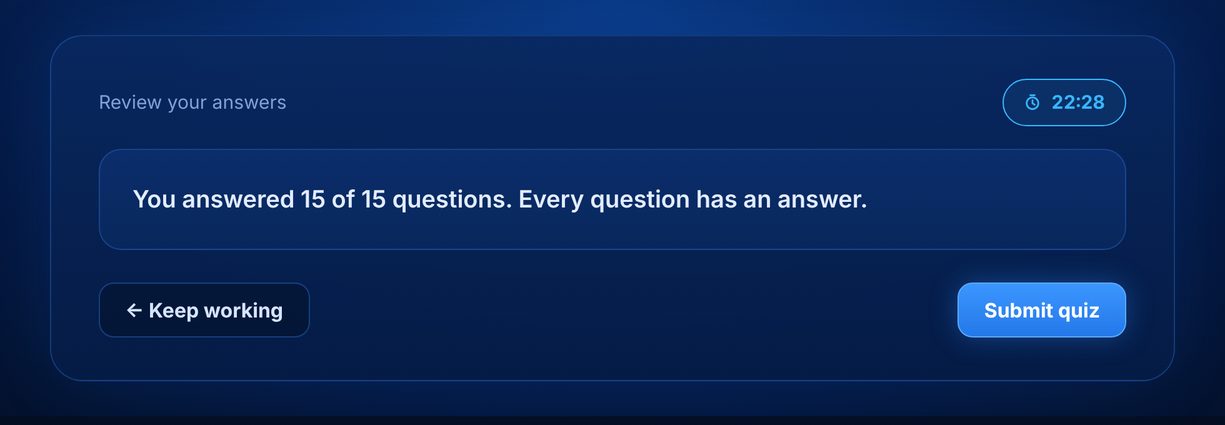 Review your answers
22:28
You answered 15 of 15 questions. Every question has an answer.
← Keep working
Submit quiz